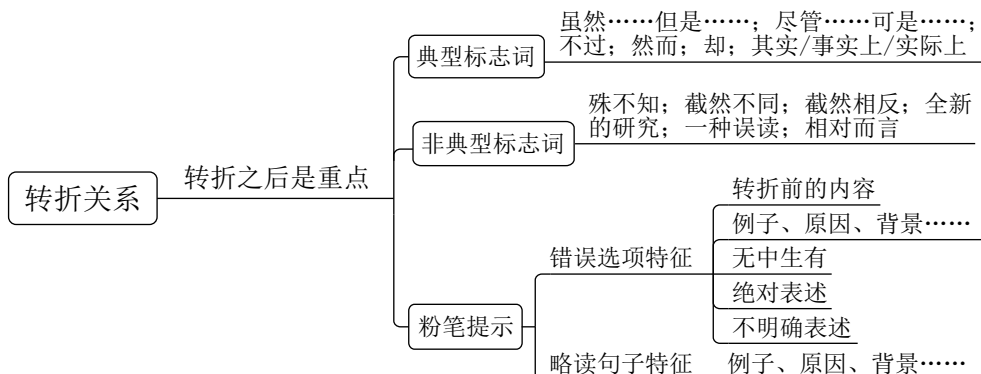 虽然……但是……；尽管……可是……；
不过；然而；却；其实/事实上/实际上
典型标志词
殊不知；截然不同；截然相反；全新
的研究；一种误读；相对而言
非典型标志词
转折关系
转折之后是重点
转折前的内容
例子、原因、背景……
错误选项特征
无中生有
绝对表述
粉笔提示
不明确表述
略读句子特征
例子、原因、背景……